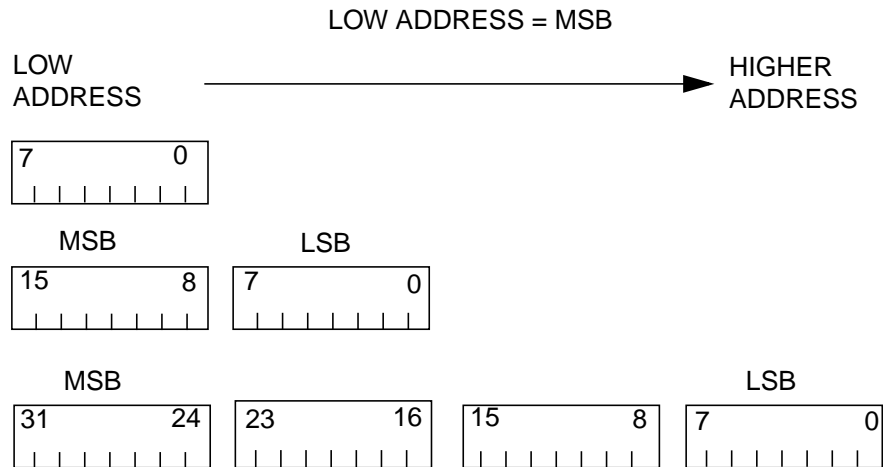 LOW ADDRESS = MSB
LOW
ADDRESS
HIGHER
ADDRESS
7 0
MSB LSB
15 8 7 0
MSB LSB
31 24 23 16 15 8 7 0